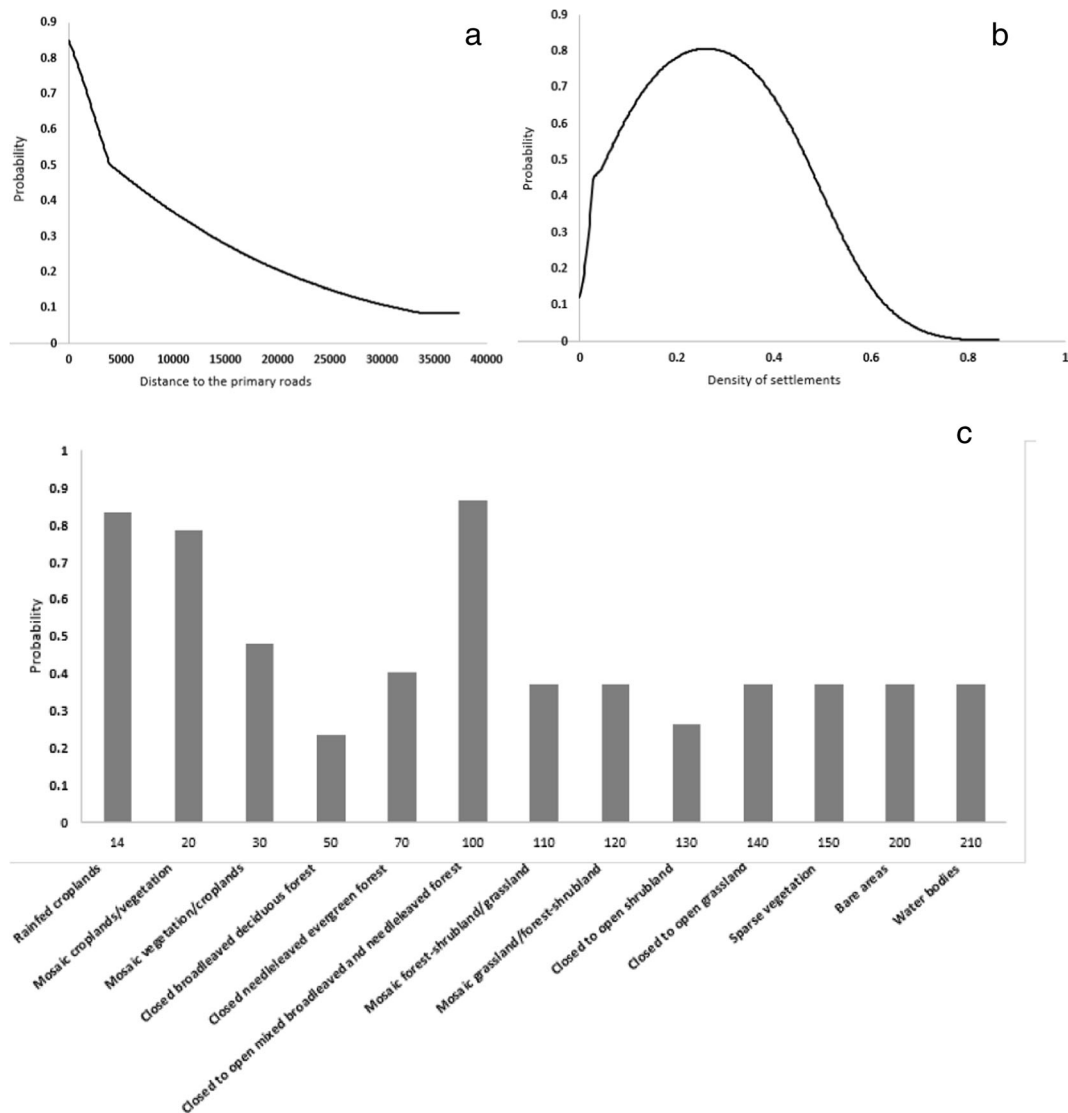 a
0.9
0.8
0.7
0.6
0.5
0.4
0.3
0.2
0.1
0
Probability
0 5000 10000 15000 20000 25000 30000 35000 40000
Distance to the primary roads
b
0.9
0.8
0.7
0.6
0.5
0.4
0.3
0.2
0.1
0
Probability
0 0.2 0.4 0.6 0.8 1
Density of settlements
c
1
0.9
0.8
0.7
0.6
0.5
0.4
0.3
0.2
0.1
0
Probability
14 20 30 50 70 100 110 120 130 140 150 200 210
Rainfed croplands
Mosaic croplands/vegetation
Mosaic vegetation/croplands
Closed broadleaved deciduous forest
Closed needleleaved evergreen forest
Closed to open mixed broadleaved and needleleaved forest
Mosaic forest-shrubland/grassland
Mosaic grassland/forest-shrubland
Closed to open shrubland
Closed to open grassland
Sparse vegetation
Bare areas
Water bodies